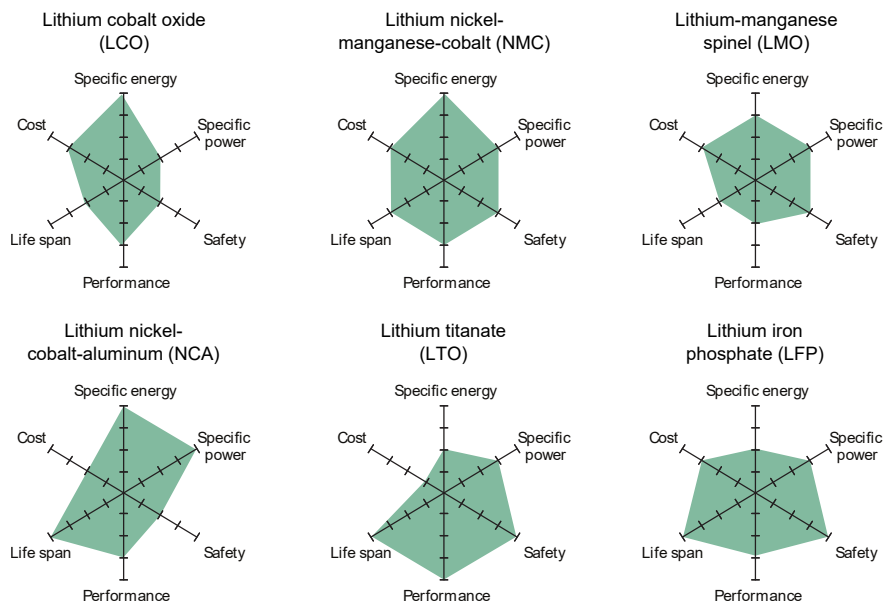 Lithium cobalt oxide
(LCO)
Specific energy
Cost
Specific
power
Life span
Safety
Performance
Lithium nickel-
manganese-cobalt (NMC)
Specific energy
Cost
Specific
power
Life span
Safety
Performance
Lithium-manganese
spinel (LMO)
Specific energy
Cost
Specific
power
Life span
Safety
Performance
Lithium nickel-
cobalt-aluminum (NCA)
Specific energy
Cost
Specific
power
Life span
Safety
Performance
Lithium titanate
(LTO)
Specific energy
Cost
Specific
power
Life span
Safety
Performance
Lithium iron
phosphate (LFP)
Specific energy
Cost
Specific
power
Life span
Safety
Performance